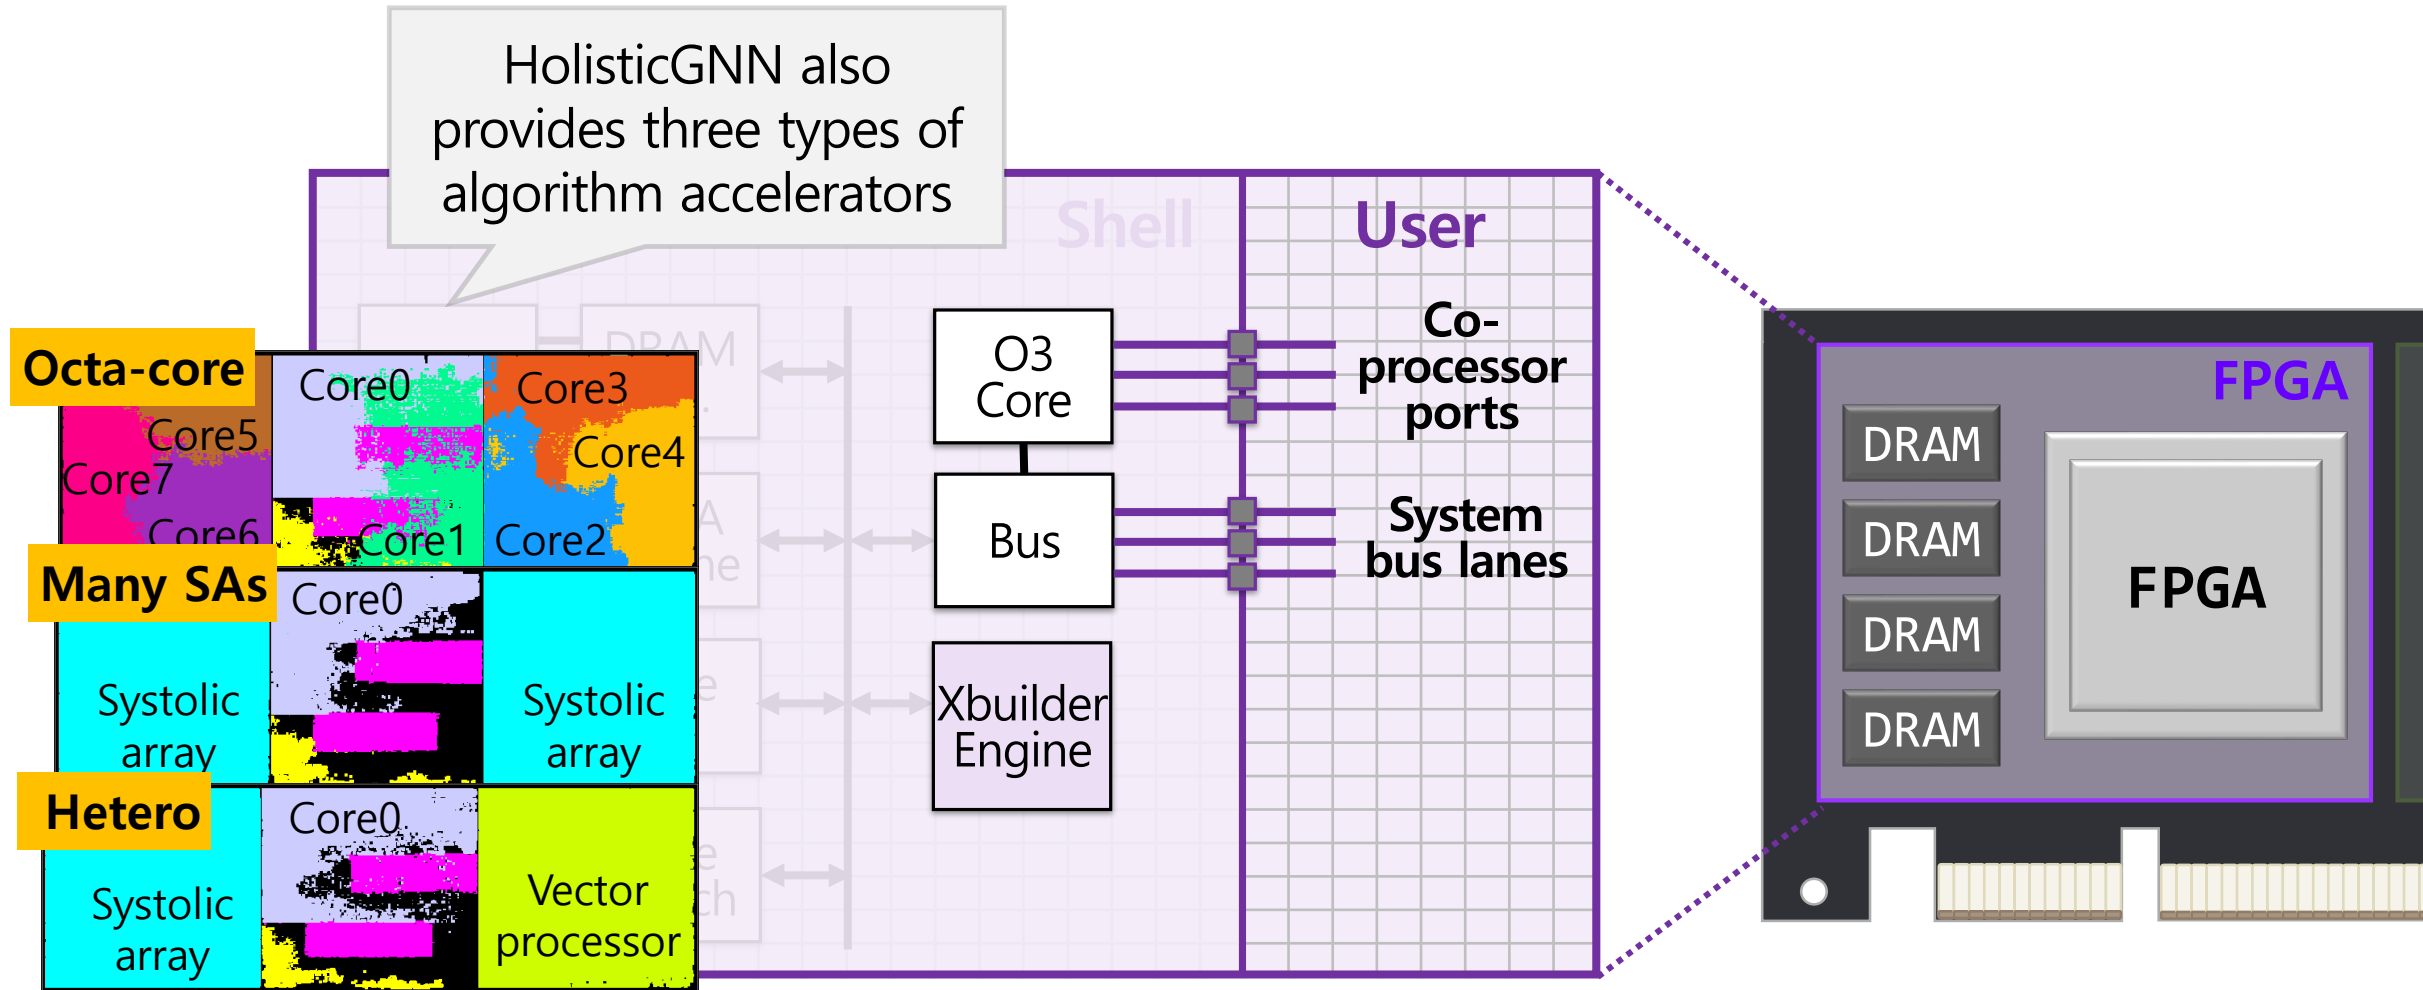 HolisticGNN also
provides three types of
algorithm accelerators
Shell
User
DRAM
O3
Core
Bus
Xbuilder
Engine
Co-
processor
ports
System
bus lanes
Octa-core
Core0
Core3
Core5
Core4
Core7
Core6
Core1
Core2
Many SAs
Core0
Systolic
array
Systolic
array
Hetero
Core0
Systolic
array
Vector
processor
FPGA
DRAM
DRAM
DRAM
DRAM
FPGA